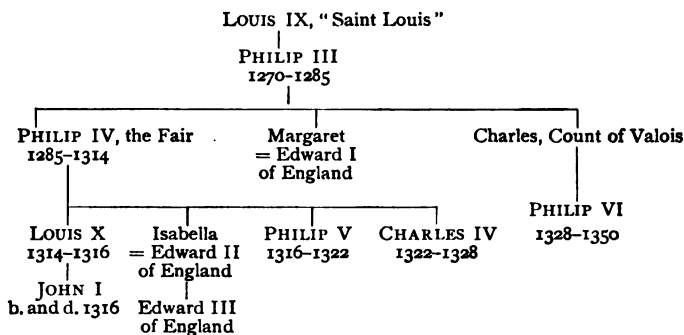 LOUIS IX, "Saint Louis"
PHILIP III
1270–1285
PHILIP IV, the Fair
1285–1314
Margaret
= Edward I
of England
Charles, Count of Valois
PHILIP VI
1328–1350
LOUIS X
1314–1316
Isabella
= Edward II
of England
PHILIP V
1316–1322
CHARLES IV
1322–1328
JOHN I
b. and d. 1316
Edward III
of England